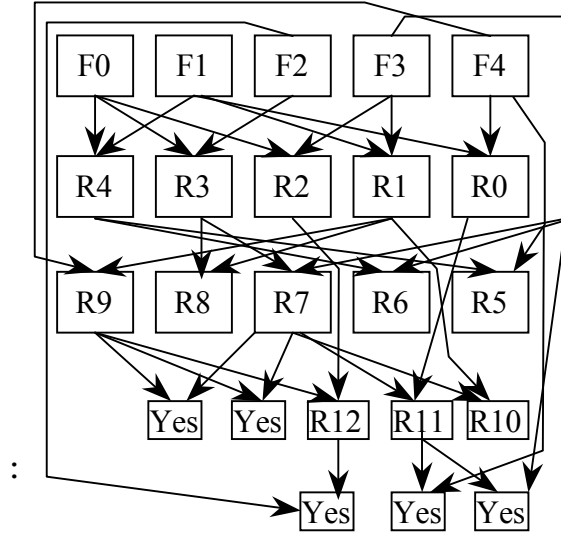 F0 F1 F2 F3 F4
R4 R3 R2 R1 R0
R9 R8 R7 R6 R5
Yes Yes R12 R11 R10
:
Yes Yes Yes